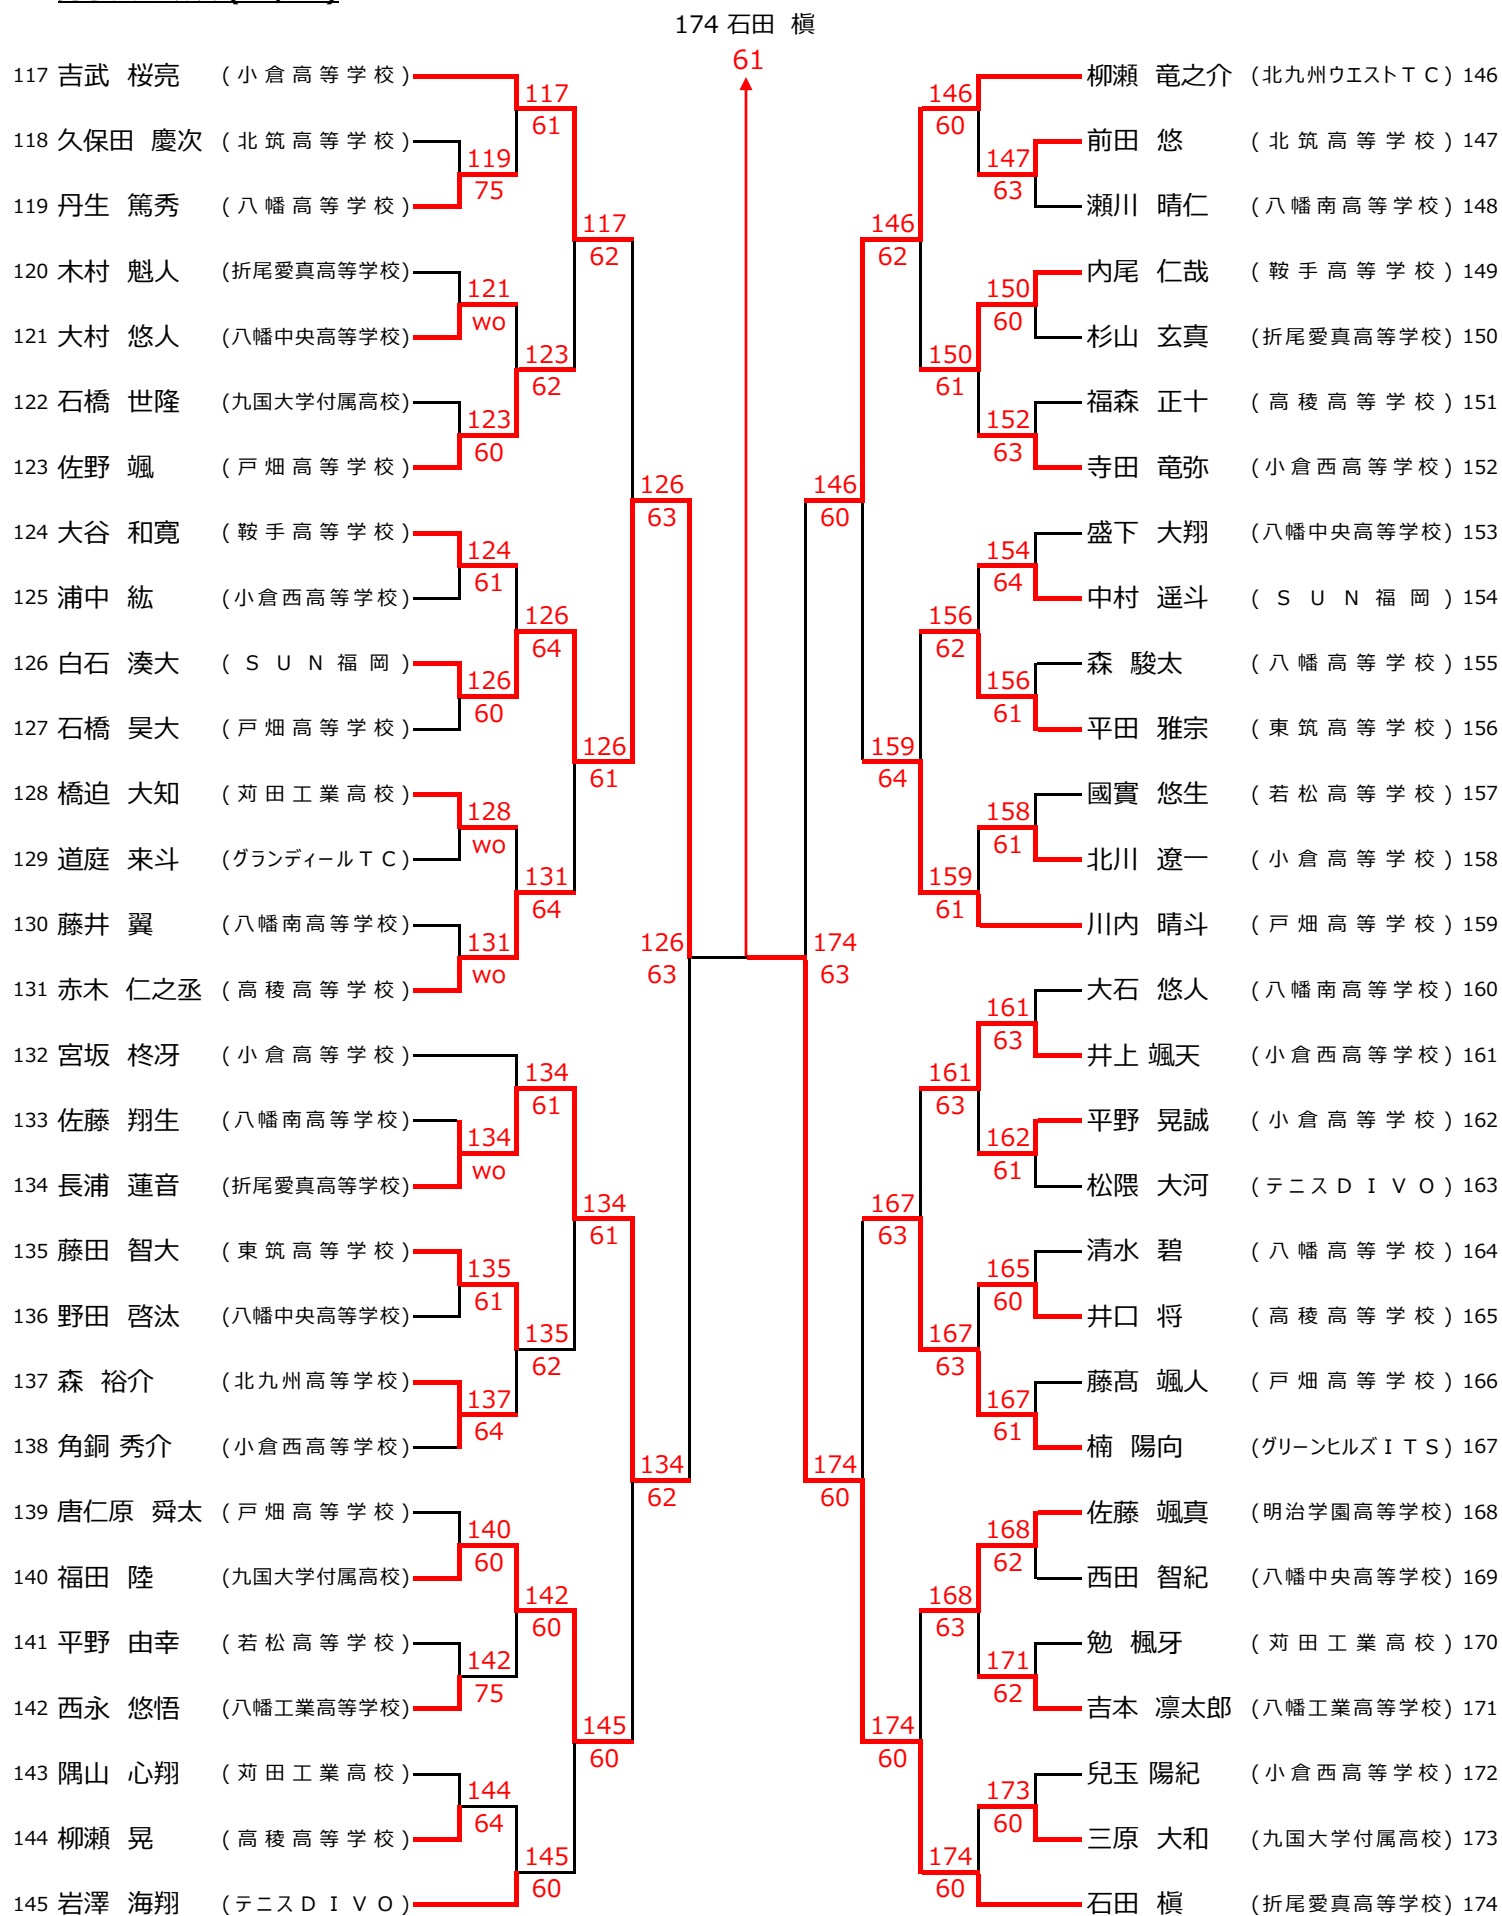 174 石田 槇
61
117 吉武 桜亮 (小倉高等学校)
118 久保田 慶次 (北筑高等学校)
119 丹生 篤秀 (八幡高等学校)
120 木村 魁人 (折尾愛真高等学校)
121 大村 悠人 (八幡中央高等学校)
122 石橋 世隆 (九国大学付属高校)
123 佐野 颯 (戸畑高等学校)
124 大谷 和寛 (鞍手高等学校)
125 浦中 紘 (小倉西高等学校)
126 白石 湊大 (SUN福岡)
127 石橋 昊大 (戸畑高等学校)
128 橋迫 大知 (苅田工業高校)
129 道庭 来斗 (グランディールTC)
130 藤井 翼 (八幡南高等学校)
131 赤木 仁之丞 (高稜高等学校)
132 宮坂 柊冴 (小倉高等学校)
133 佐藤 翔生 (八幡南高等学校)
134 長浦 蓮音 (折尾愛真高等学校)
135 藤田 智大 (東筑高等学校)
136 野田 啓汰 (八幡中央高等学校)
137 森 裕介 (北九州高等学校)
138 角銅 秀介 (小倉西高等学校)
139 唐仁原 舜太 (戸畑高等学校)
140 福田 陸 (九国大学付属高校)
141 平野 由幸 (若松高等学校)
142 西永 悠悟 (八幡工業高等学校)
143 隅山 心翔 (苅田工業高校)
144 柳瀬 晃 (高稜高等学校)
145 岩澤 海翔 (テニスDIVO)
119
75
121
wo
123
60
124
61
126
60
128
wo
131
wo
134
wo
135
61
137
64
140
60
142
75
144
64
117
61
123
62
126
64
131
64
134
61
135
62
142
60
145
60
117
62
126
61
134
61
145
60
126
63
134
62
126
63
174
63
146
60
174
60
146
62
159
64
167
63
174
60
146
60
150
61
156
62
159
61
161
63
167
63
168
63
174
60
147
63
150
60
152
63
154
64
156
61
158
61
161
63
162
61
165
60
167
61
168
62
171
62
173
60
柳瀬 竜之介 (北九州ウエストTC) 146
前田 悠 (北筑高等学校) 147
瀬川 晴仁 (八幡南高等学校) 148
内尾 仁哉 (鞍手高等学校) 149
杉山 玄真 (折尾愛真高等学校) 150
福森 正十 (高稜高等学校) 151
寺田 竜弥 (小倉西高等学校) 152
盛下 大翔 (八幡中央高等学校) 153
中村 遥斗 (SUN福岡) 154
森 駿太 (八幡高等学校) 155
平田 雅宗 (東筑高等学校) 156
國實 悠生 (若松高等学校) 157
北川 遼一 (小倉高等学校) 158
川内 晴斗 (戸畑高等学校) 159
大石 悠人 (八幡南高等学校) 160
井上 颯天 (小倉西高等学校) 161
平野 晃誠 (小倉高等学校) 162
松隈 大河 (テニスDIVO) 163
清水 碧 (八幡高等学校) 164
井口 将 (高稜高等学校) 165
藤髙 颯人 (戸畑高等学校) 166
楠 陽向 (グリーンヒルズITS) 167
佐藤 颯真 (明治学園高等学校) 168
西田 智紀 (八幡中央高等学校) 169
勉 楓牙 (苅田工業高校) 170
吉本 凛太郎 (八幡工業高等学校) 171
兒玉 陽紀 (小倉西高等学校) 172
三原 大和 (九国大学付属高校) 173
石田 槇 (折尾愛真高等学校) 174